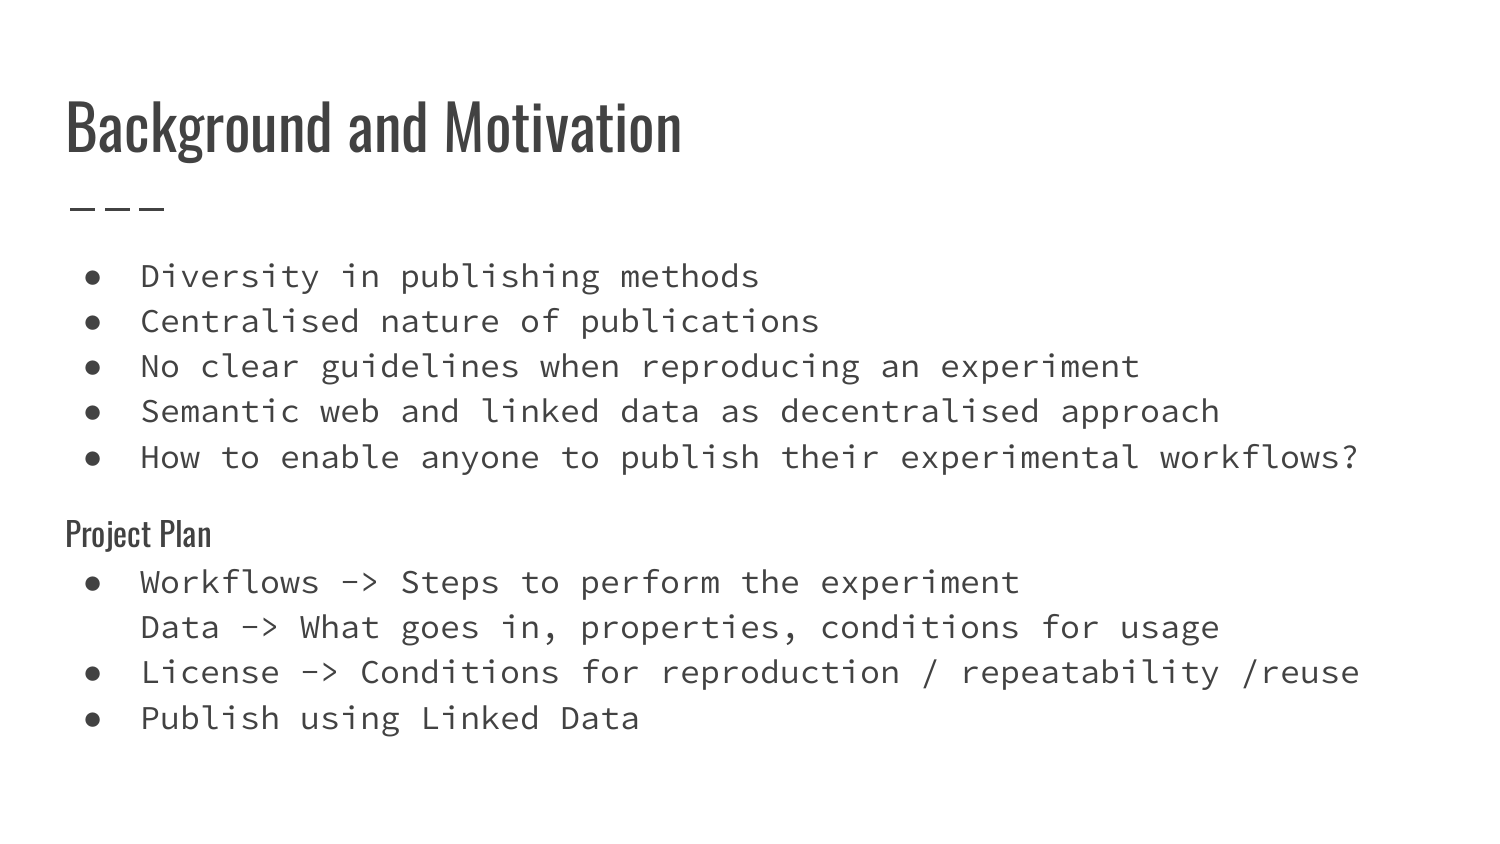 Background and Motivation
● Diversity in publishing methods
● Centralised nature of publications
● No clear guidelines when reproducing an experiment
● Semantic web and linked data as decentralised approach
● How to enable anyone to publish their experimental workflows?
Project Plan
● Workflows -> Steps to perform the experiment
Data -> What goes in, properties, conditions for usage
● License -> Conditions for reproduction / repeatability /reuse
● Publish using Linked Data